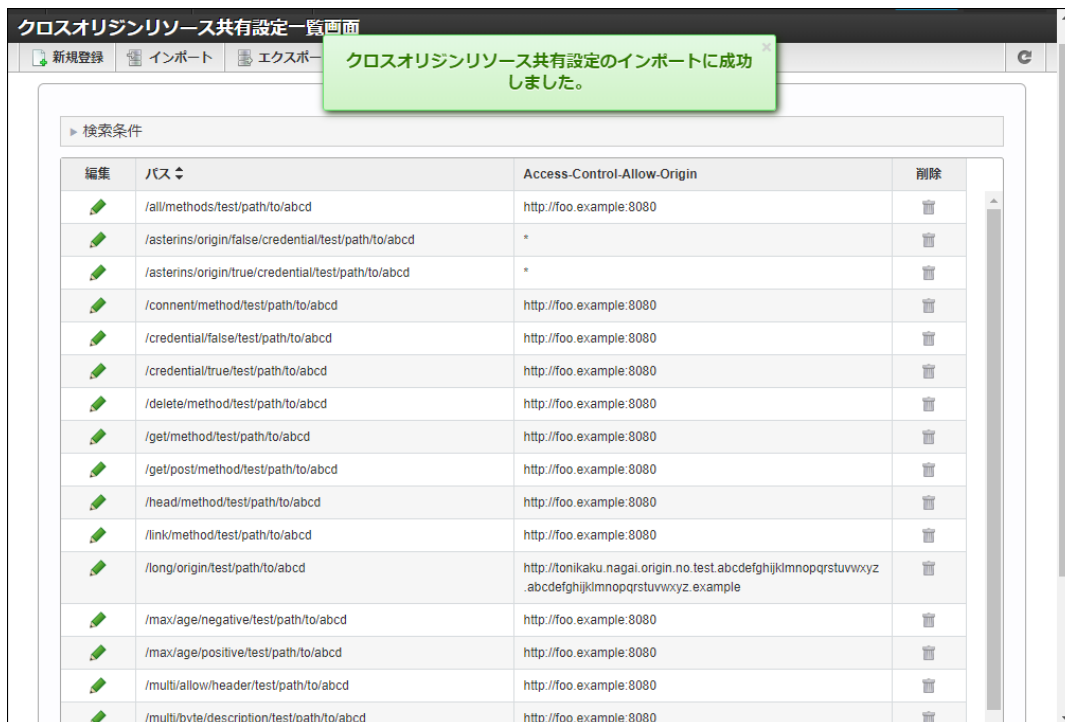 クロスオリジンリソース共有設定一覧画面
新規登録 インポート エクスポー
クロスオリジンリソース共有設定のインポートに成功
しました。
検索条件
編集 パス Access-Control-Allow-Origin 削除
/all/methods/test/path/to/abcd http://foo.example:8080
/asterins/origin/false/credential/test/path/to/abcd *
/asterins/origin/true/credential/test/path/to/abcd *
/connent/method/test/path/to/abcd http://foo.example:8080
/credential/false/test/path/to/abcd http://foo.example:8080
/credential/true/test/path/to/abcd http://foo.example:8080
/delete/method/test/path/to/abcd http://foo.example:8080
/get/method/test/path/to/abcd http://foo.example:8080
/get/post/method/test/path/to/abcd http://foo.example:8080
/head/method/test/path/to/abcd http://foo.example:8080
/link/method/test/path/to/abcd http://foo.example:8080
/long/origin/test/path/to/abcd http://tonikaku.nagai.origin.no.test.abcdefghijklmnopqrstuvwxyz
.abcdefghijklmnopqrstuvwxyz.example
/max/age/negative/test/path/to/abcd http://foo.example:8080
/max/age/positive/test/path/to/abcd http://foo.example:8080
/multi/allow/header/test/path/to/abcd http://foo.example:8080
/multi/byte/description/test/path/to/abcd http://foo.example:8080